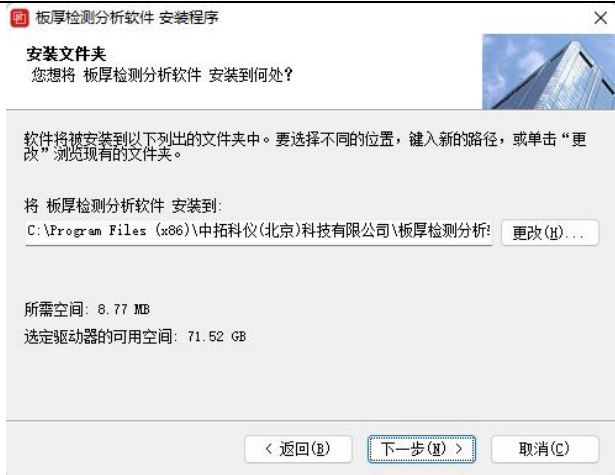 板厚检测分析软件 安装程序
安装文件夹
您想将 板厚检测分析软件 安装到何处?
软件将被安装到以下列出的文件夹中。要选择不同的位置，键入新的路径，或单击“更
改”浏览现有的文件夹。
将 板厚检测分析软件 安装到:
C:\Program Files (x86)\中拓科仪(北京)科技有限公司\板厚检测分析
更改(H)...
所需空间: 8.77 MB
选定驱动器的可用空间: 71.52 GB
< 返回(B)
下一步(N) >
取消(C)